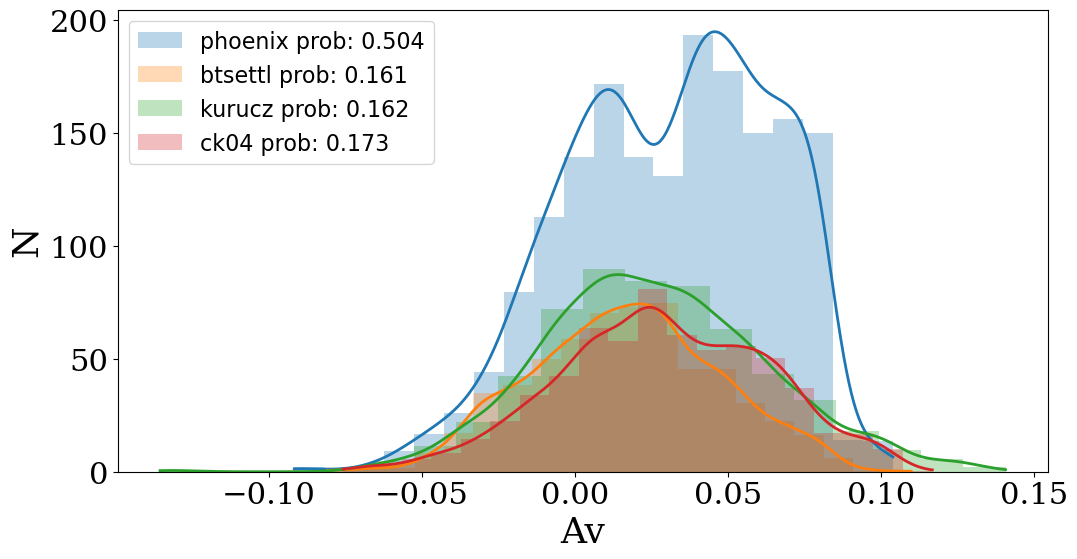 200
150
100
50
0
N
phoenix prob: 0.504
btsettl prob: 0.161
kurucz prob: 0.162
ck04 prob: 0.173
−0.10 −0.05 0.00 0.05 0.10 0.15
Av